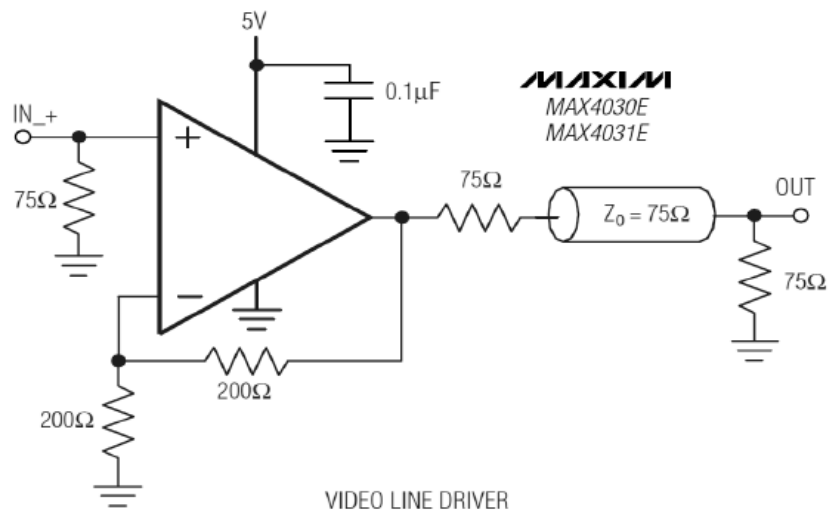 5V
0.1μF
MAXIM
MAX4030E
MAX4031E
IN_+
+
75Ω
75Ω
Z₀ = 75Ω
OUT
75Ω
−
200Ω
200Ω
VIDEO LINE DRIVER